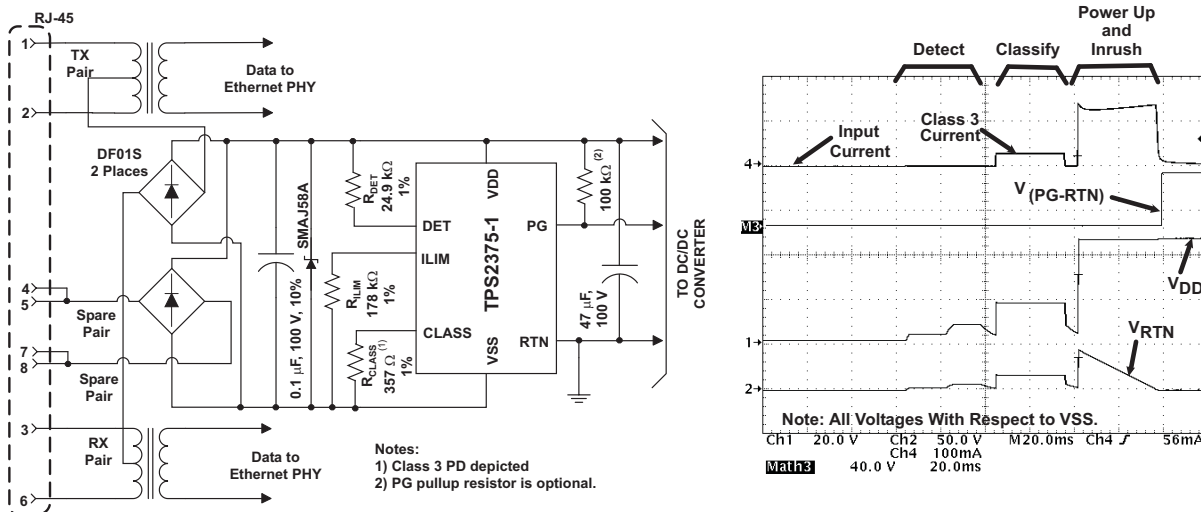 RJ-45
1
TX
Pair
2
Data to
Ethernet PHY
DF01S
2 Places
4
5
Spare
Pair
7
8
Spare
Pair
3
RX
Pair
6
Data to
Ethernet PHY
0.1 µF, 100 V, 10%
SMAJ58A
RDET
24.9 kΩ
1%
RILIM
178 kΩ
1%
RCLASS(1)
357 Ω
1%
DET
ILIM
CLASS
VDD
TPS2375-1
VSS
PG
RTN
100 kΩ(2)
47 µF,
100 V
TO DC/DC
CONVERTER
Notes:
1) Class 3 PD depicted
2) PG pullup resistor is optional.
Detect
Classify
Power Up
and
Inrush
Input
Current
Class 3
Current
V(PG-RTN)
VDD
VRTN
4
M3
1
2
Note: All Voltages With Respect to VSS.
Ch1 20.0 V Ch2 50.0 V M20.0ms Ch4 56mA
Ch4 100mA
Math3 40.0 V 20.0ms